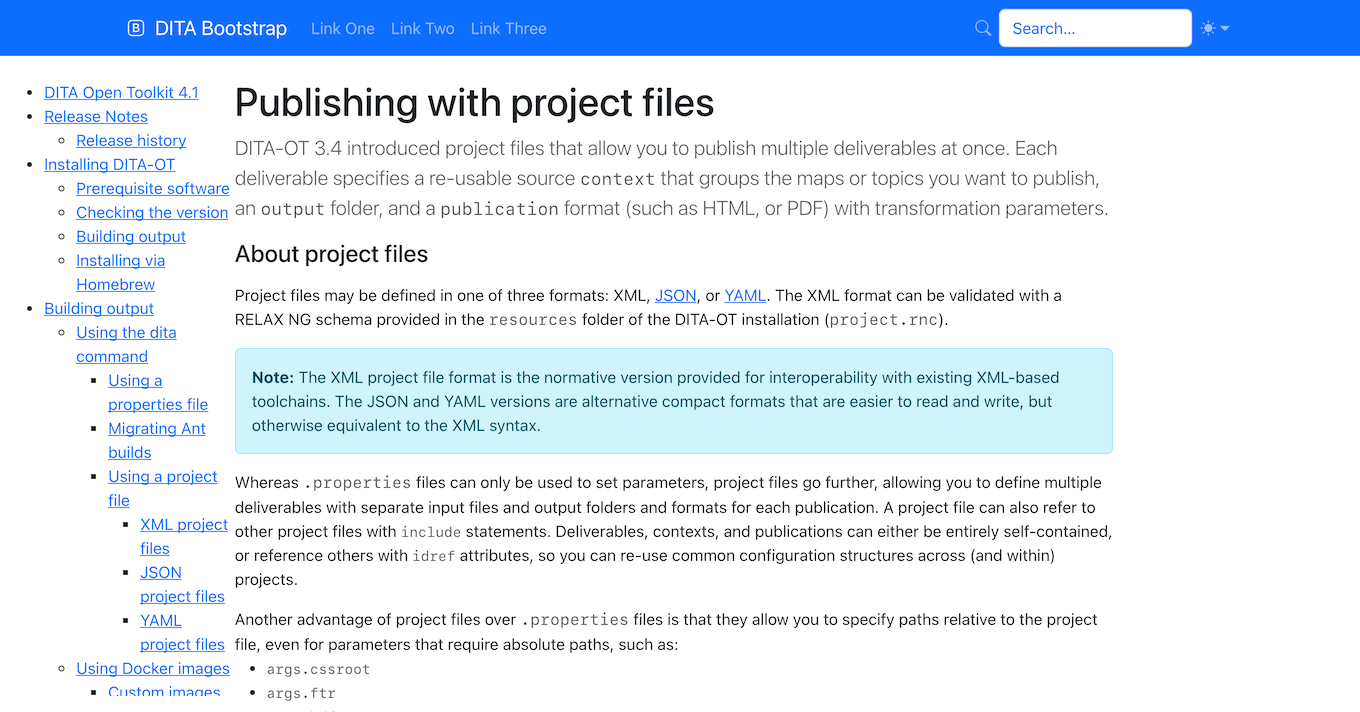 DITA Bootstrap Link One Link Two Link Three Search...
DITA Open Toolkit 4.1
Release Notes
Release history
Installing DITA-OT
Prerequisite software
Checking the version
Building output
Installing via
Homebrew
Building output
Using the dita
command
Using a
properties file
Migrating Ant
builds
Using a project
file
XML project
files
JSON
project files
YAML
project files
Using Docker images
Custom images
Publishing with project files
DITA-OT 3.4 introduced project files that allow you to publish multiple deliverables at once. Each
deliverable specifies a re-usable source context that groups the maps or topics you want to publish,
an output folder, and a publication format (such as HTML, or PDF) with transformation parameters.
About project files
Project files may be defined in one of three formats: XML, JSON, or YAML. The XML format can be validated with a
RELAX NG schema provided in the resources folder of the DITA-OT installation (project.rnc).
Note: The XML project file format is the normative version provided for interoperability with existing XML-based
toolchains. The JSON and YAML versions are alternative compact formats that are easier to read and write, but
otherwise equivalent to the XML syntax.
Whereas .properties files can only be used to set parameters, project files go further, allowing you to define multiple
deliverables with separate input files and output folders and formats for each publication. A project file can also refer to
other project files with include statements. Deliverables, contexts, and publications can either be entirely self-contained,
or reference others with idref attributes, so you can re-use common configuration structures across (and within)
projects.
Another advantage of project files over .properties files is that they allow you to specify paths relative to the project
file, even for parameters that require absolute paths, such as:
args.cssroot
args.ftr